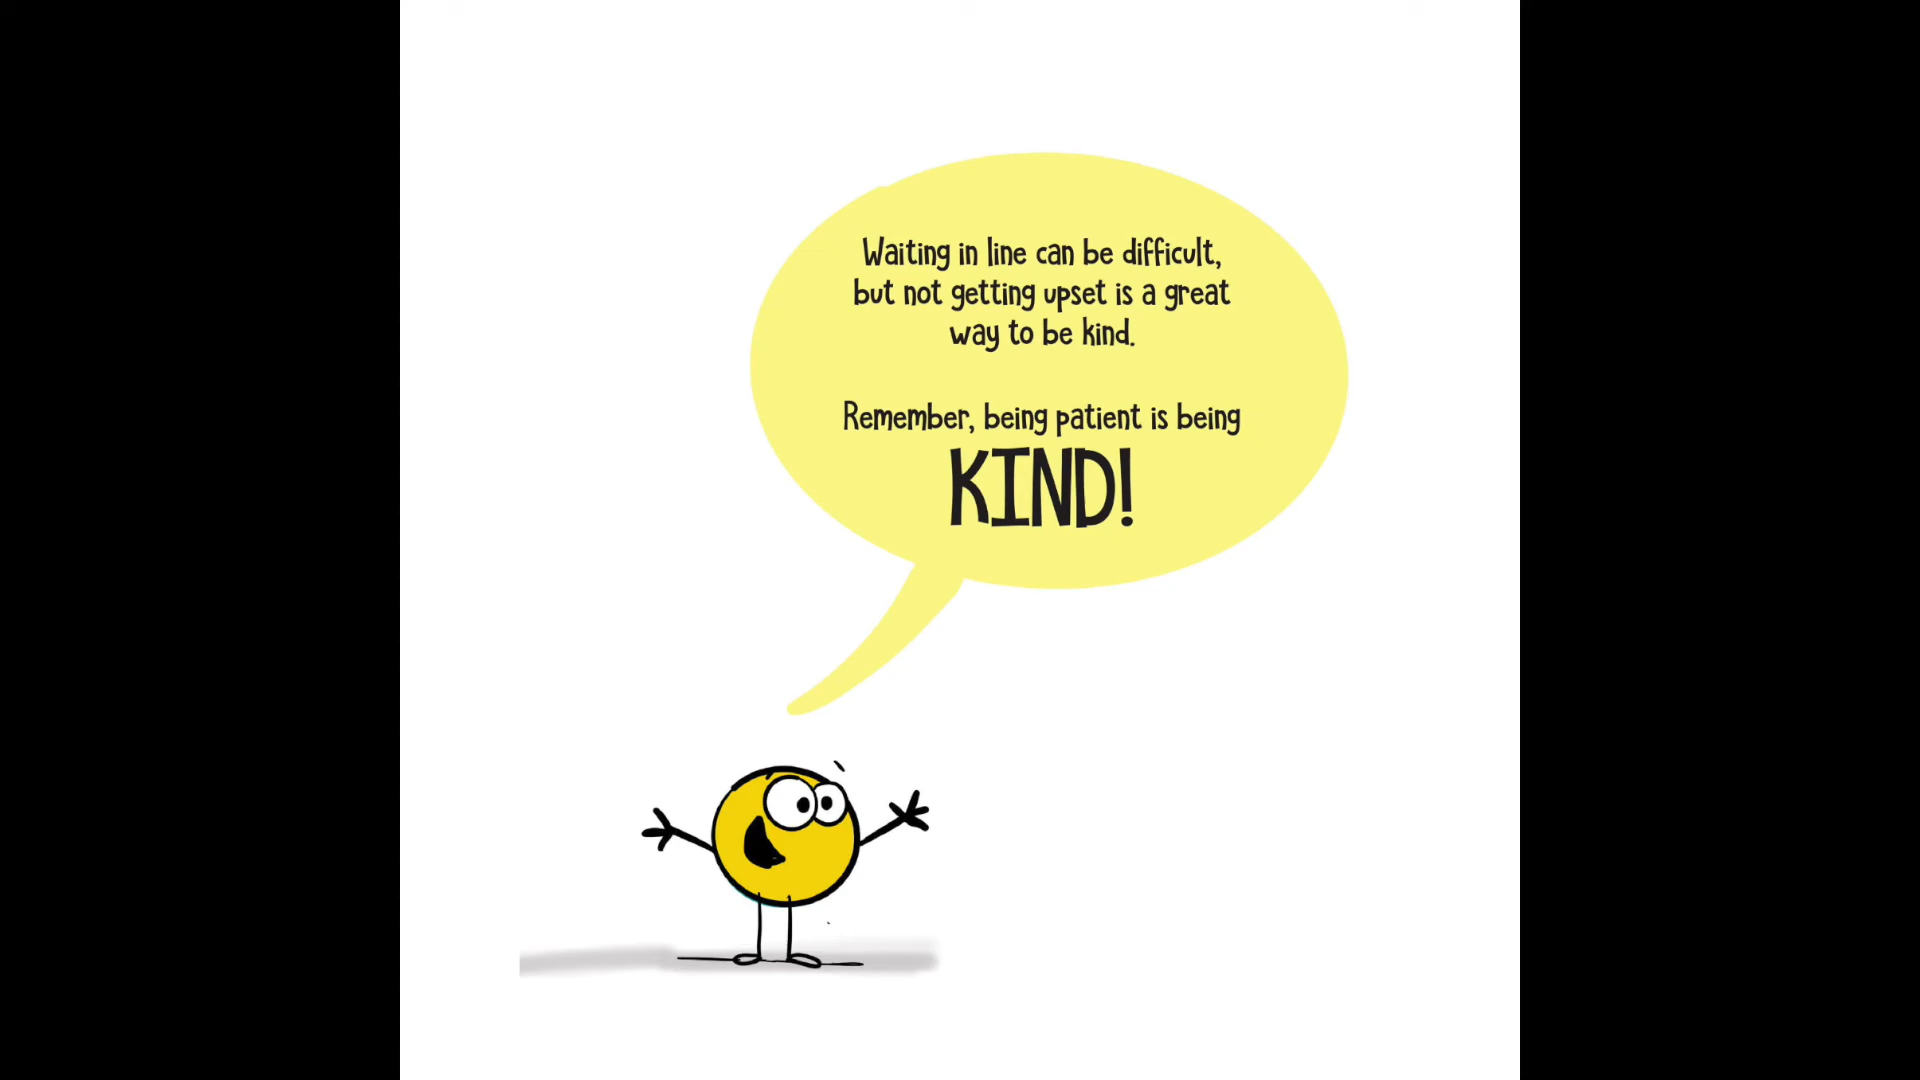 Waiting in line can be difficult,
but not getting upset is a great
way to be kind.
Remember, being patient is being
KIND!